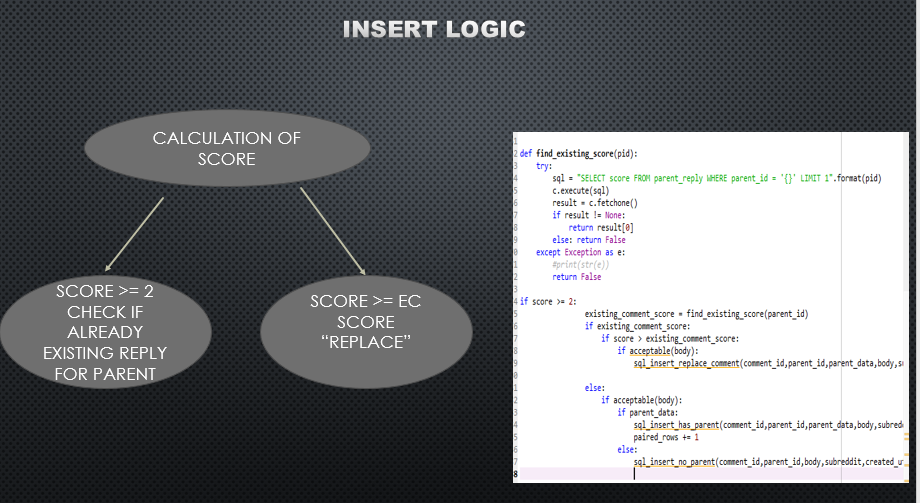 INSERT LOGIC
CALCULATION OF
SCORE
SCORE >= 2
CHECK IF
ALREADY
EXISTING REPLY
FOR PARENT
SCORE >= EC
SCORE
“REPLACE”
1
2 def find_existing_score(pid):
3 try:
4 sql = "SELECT score FROM parent_reply WHERE parent_id = '{}' LIMIT 1".format(pid)
5 c.execute(sql)
6 result = c.fetchone()
7 if result != None:
8 return result[0]
9 else: return False
0 except Exception as e:
1 #print(str(e))
2 return False
3
4 if score >= 2:
5 existing_comment_score = find_existing_score(parent_id)
6 if existing_comment_score:
7 if score > existing_comment_score:
8 if acceptable(body):
9 sql_insert_replace_comment(comment_id,parent_id,parent_data,body,su
0
1 else:
2 if acceptable(body):
3 if parent_data:
4 sql_insert_has_parent(comment_id,parent_id,parent_data,body,subred
5 paired_rows += 1
6 else:
7 sql_insert_no_parent(comment_id,parent_id,body,subreddit,created_u
8